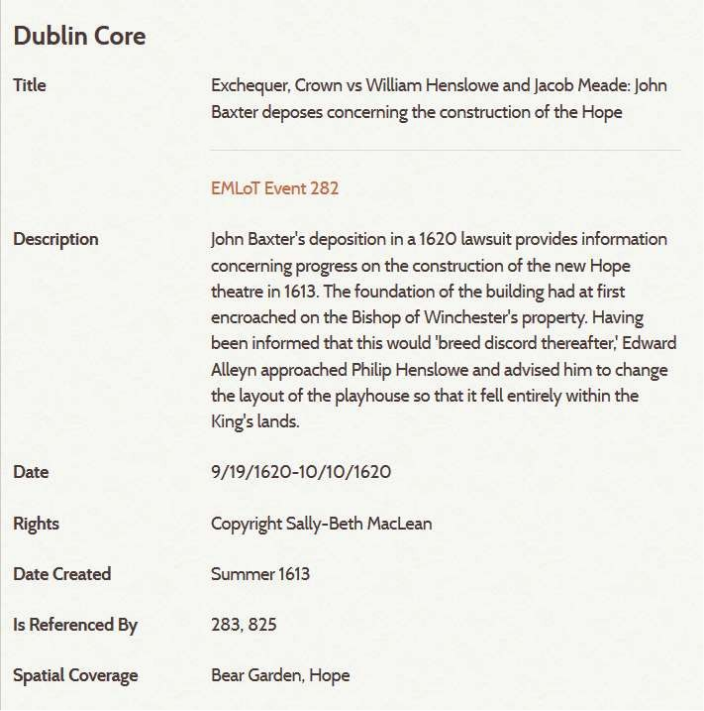 Dublin Core
Title
Exchequer, Crown vs William Henslowe and Jacob Meade: John
Baxter deposes concerning the construction of the Hope
EMLoT Event 282
Description
John Baxter's deposition in a 1620 lawsuit provides information
concerning progress on the construction of the new Hope
theatre in 1613. The foundation of the building had at first
encroached on the Bishop of Winchester's property. Having
been informed that this would 'breed discord thereafter,' Edward
Alleyn approached Philip Henslowe and advised him to change
the layout of the playhouse so that it fell entirely within the
King's lands.
Date
9/19/1620-10/10/1620
Rights
Copyright Sally-Beth MacLean
Date Created
Summer 1613
Is Referenced By
283, 825
Spatial Coverage
Bear Garden, Hope